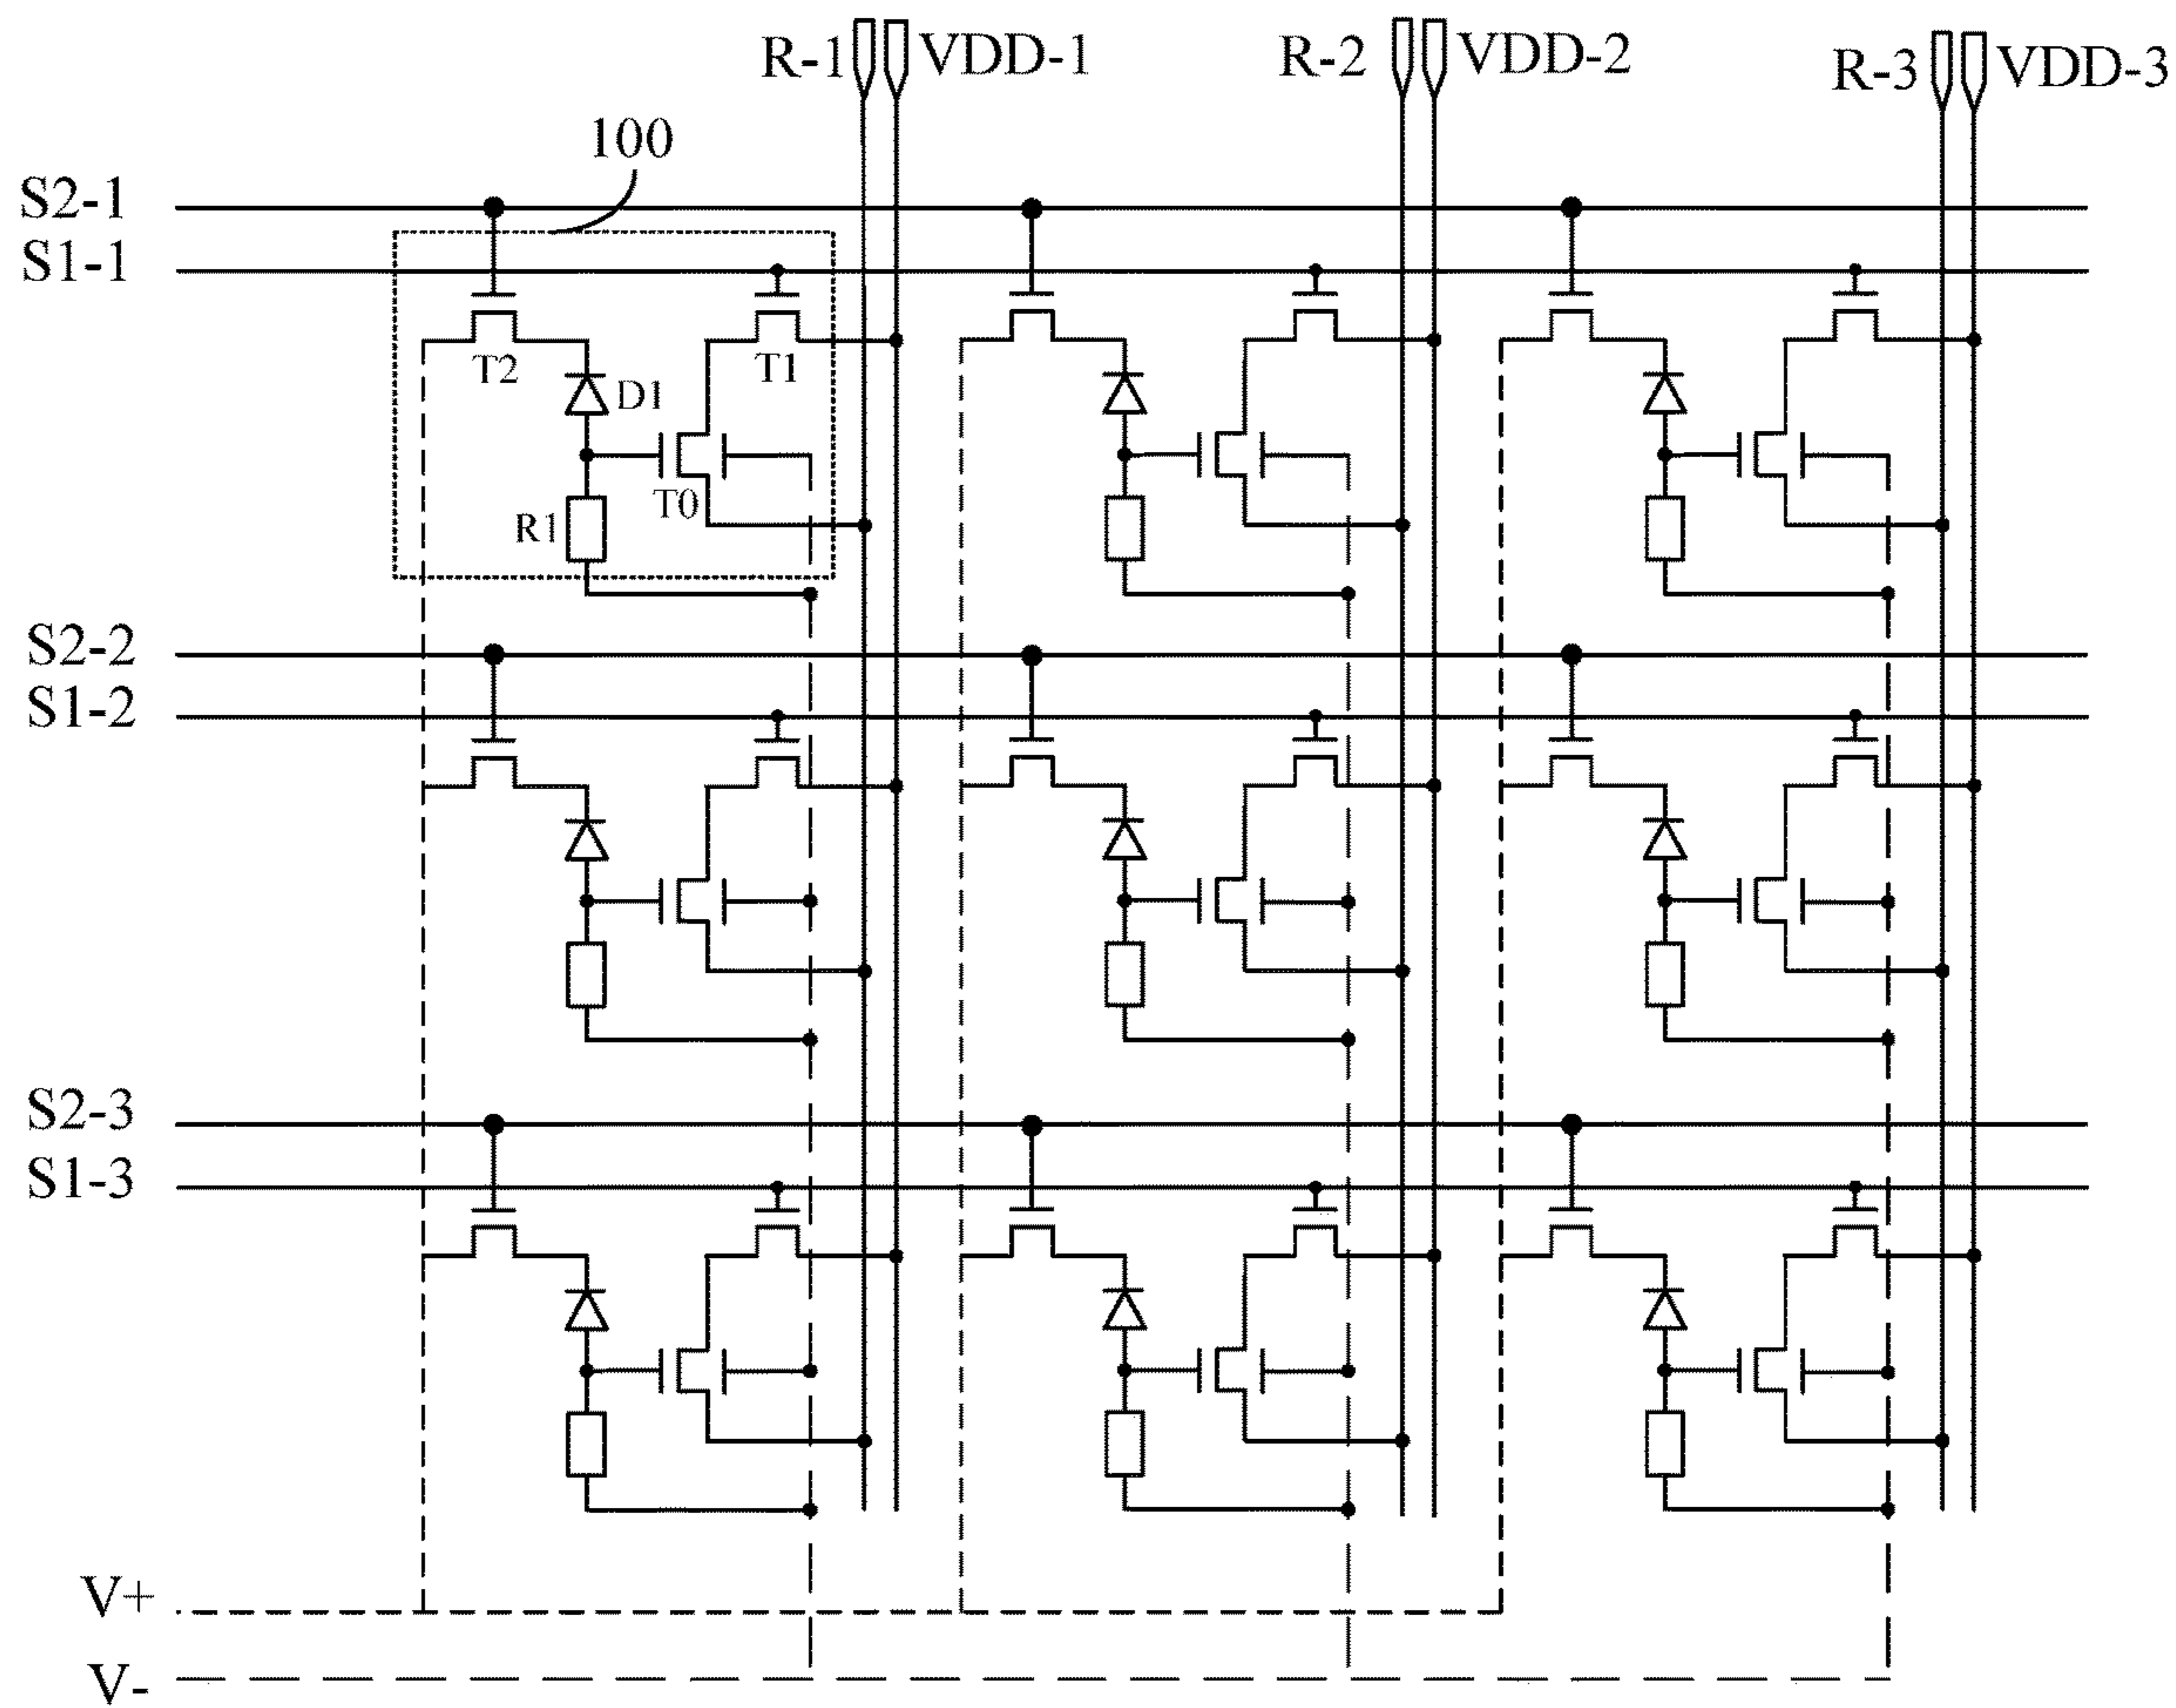 R-1 VDD-1 R-2 VDD-2 R-3 VDD-3
100
S2-1
S1-1
T2 T1
D1
T0
R1
S2-2
S1-2
S2-3
S1-3
V+
V-